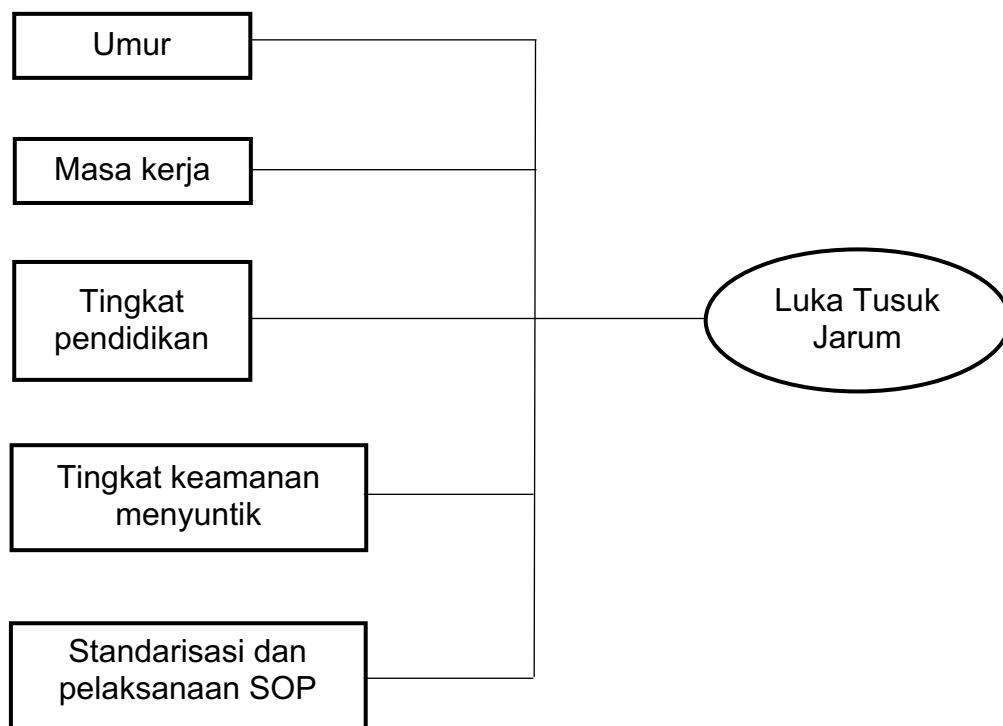 Umur
Masa kerja
Tingkat
pendidikan
Luka Tusuk
Jarum
Tingkat keamanan
menyuntik
Standarisasi dan
pelaksanaan SOP